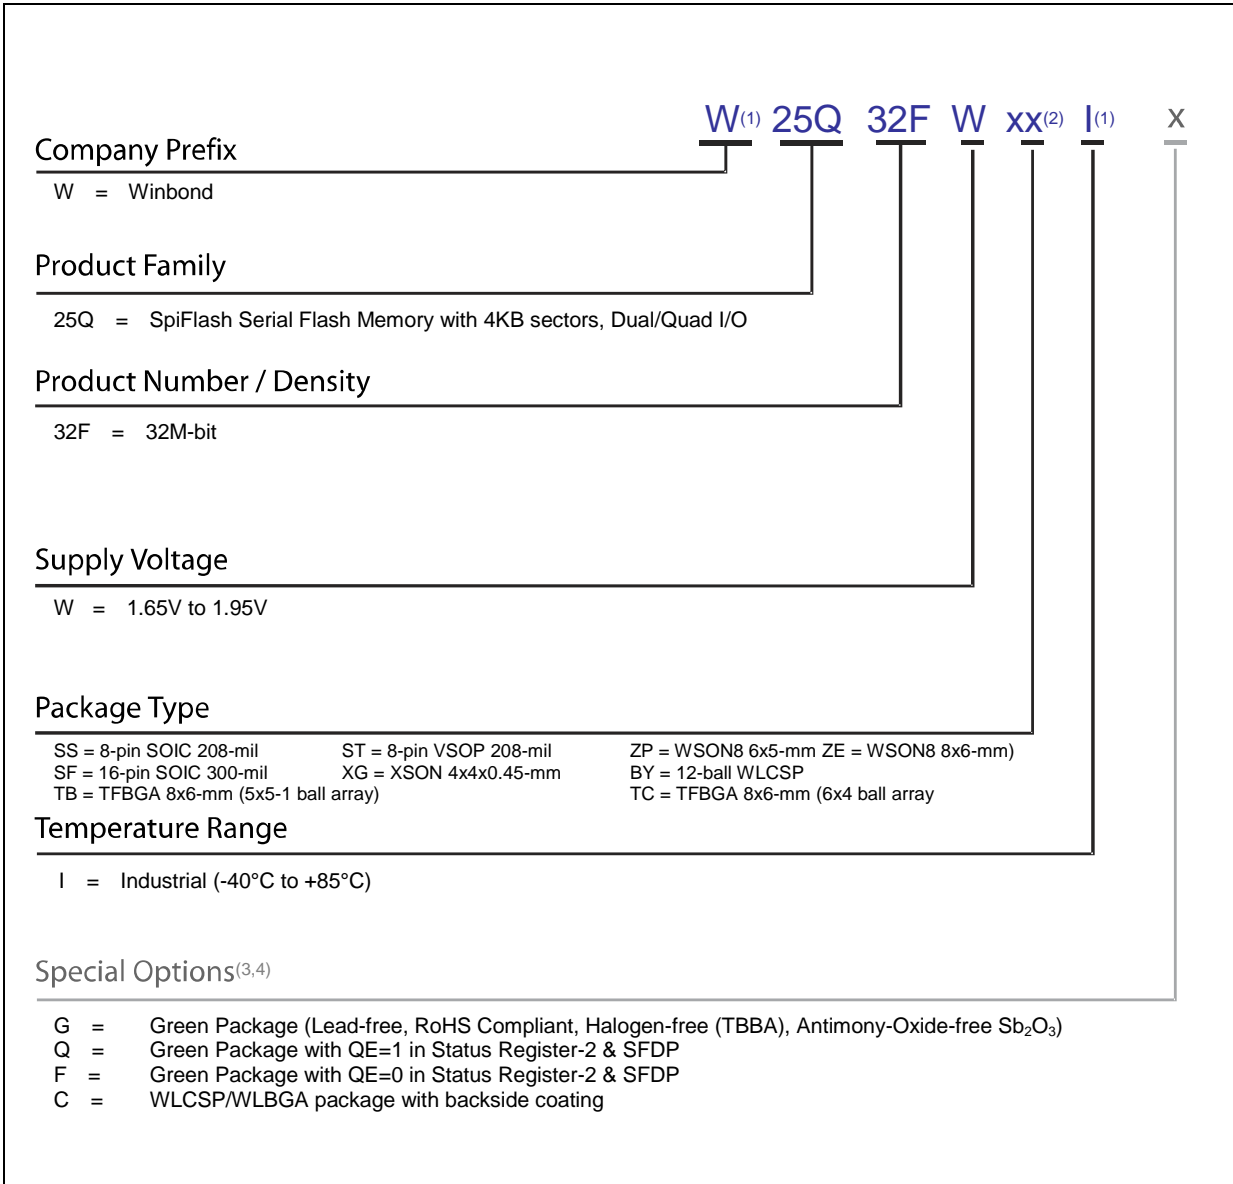 W(1) 25Q 32F W xx(2) I(1) x
Company Prefix
W = Winbond
Product Family
25Q = SpiFlash Serial Flash Memory with 4KB sectors, Dual/Quad I/O
Product Number / Density
32F = 32M-bit
Supply Voltage
W = 1.65V to 1.95V
Package Type
SS = 8-pin SOIC 208-mil ST = 8-pin VSOP 208-mil ZP = WSON8 6x5-mm ZE = WSON8 8x6-mm)
SF = 16-pin SOIC 300-mil XG = XSON 4x4x0.45-mm BY = 12-ball WLCSP
TB = TFBGA 8x6-mm (5x5-1 ball array) TC = TFBGA 8x6-mm (6x4 ball array
Temperature Range
I = Industrial (-40°C to +85°C)
Special Options(3,4)
G = Green Package (Lead-free, RoHS Compliant, Halogen-free (TBBA), Antimony-Oxide-free Sb₂O₃)
Q = Green Package with QE=1 in Status Register-2 & SFDP
F = Green Package with QE=0 in Status Register-2 & SFDP
C = WLCSP/WLBGA package with backside coating